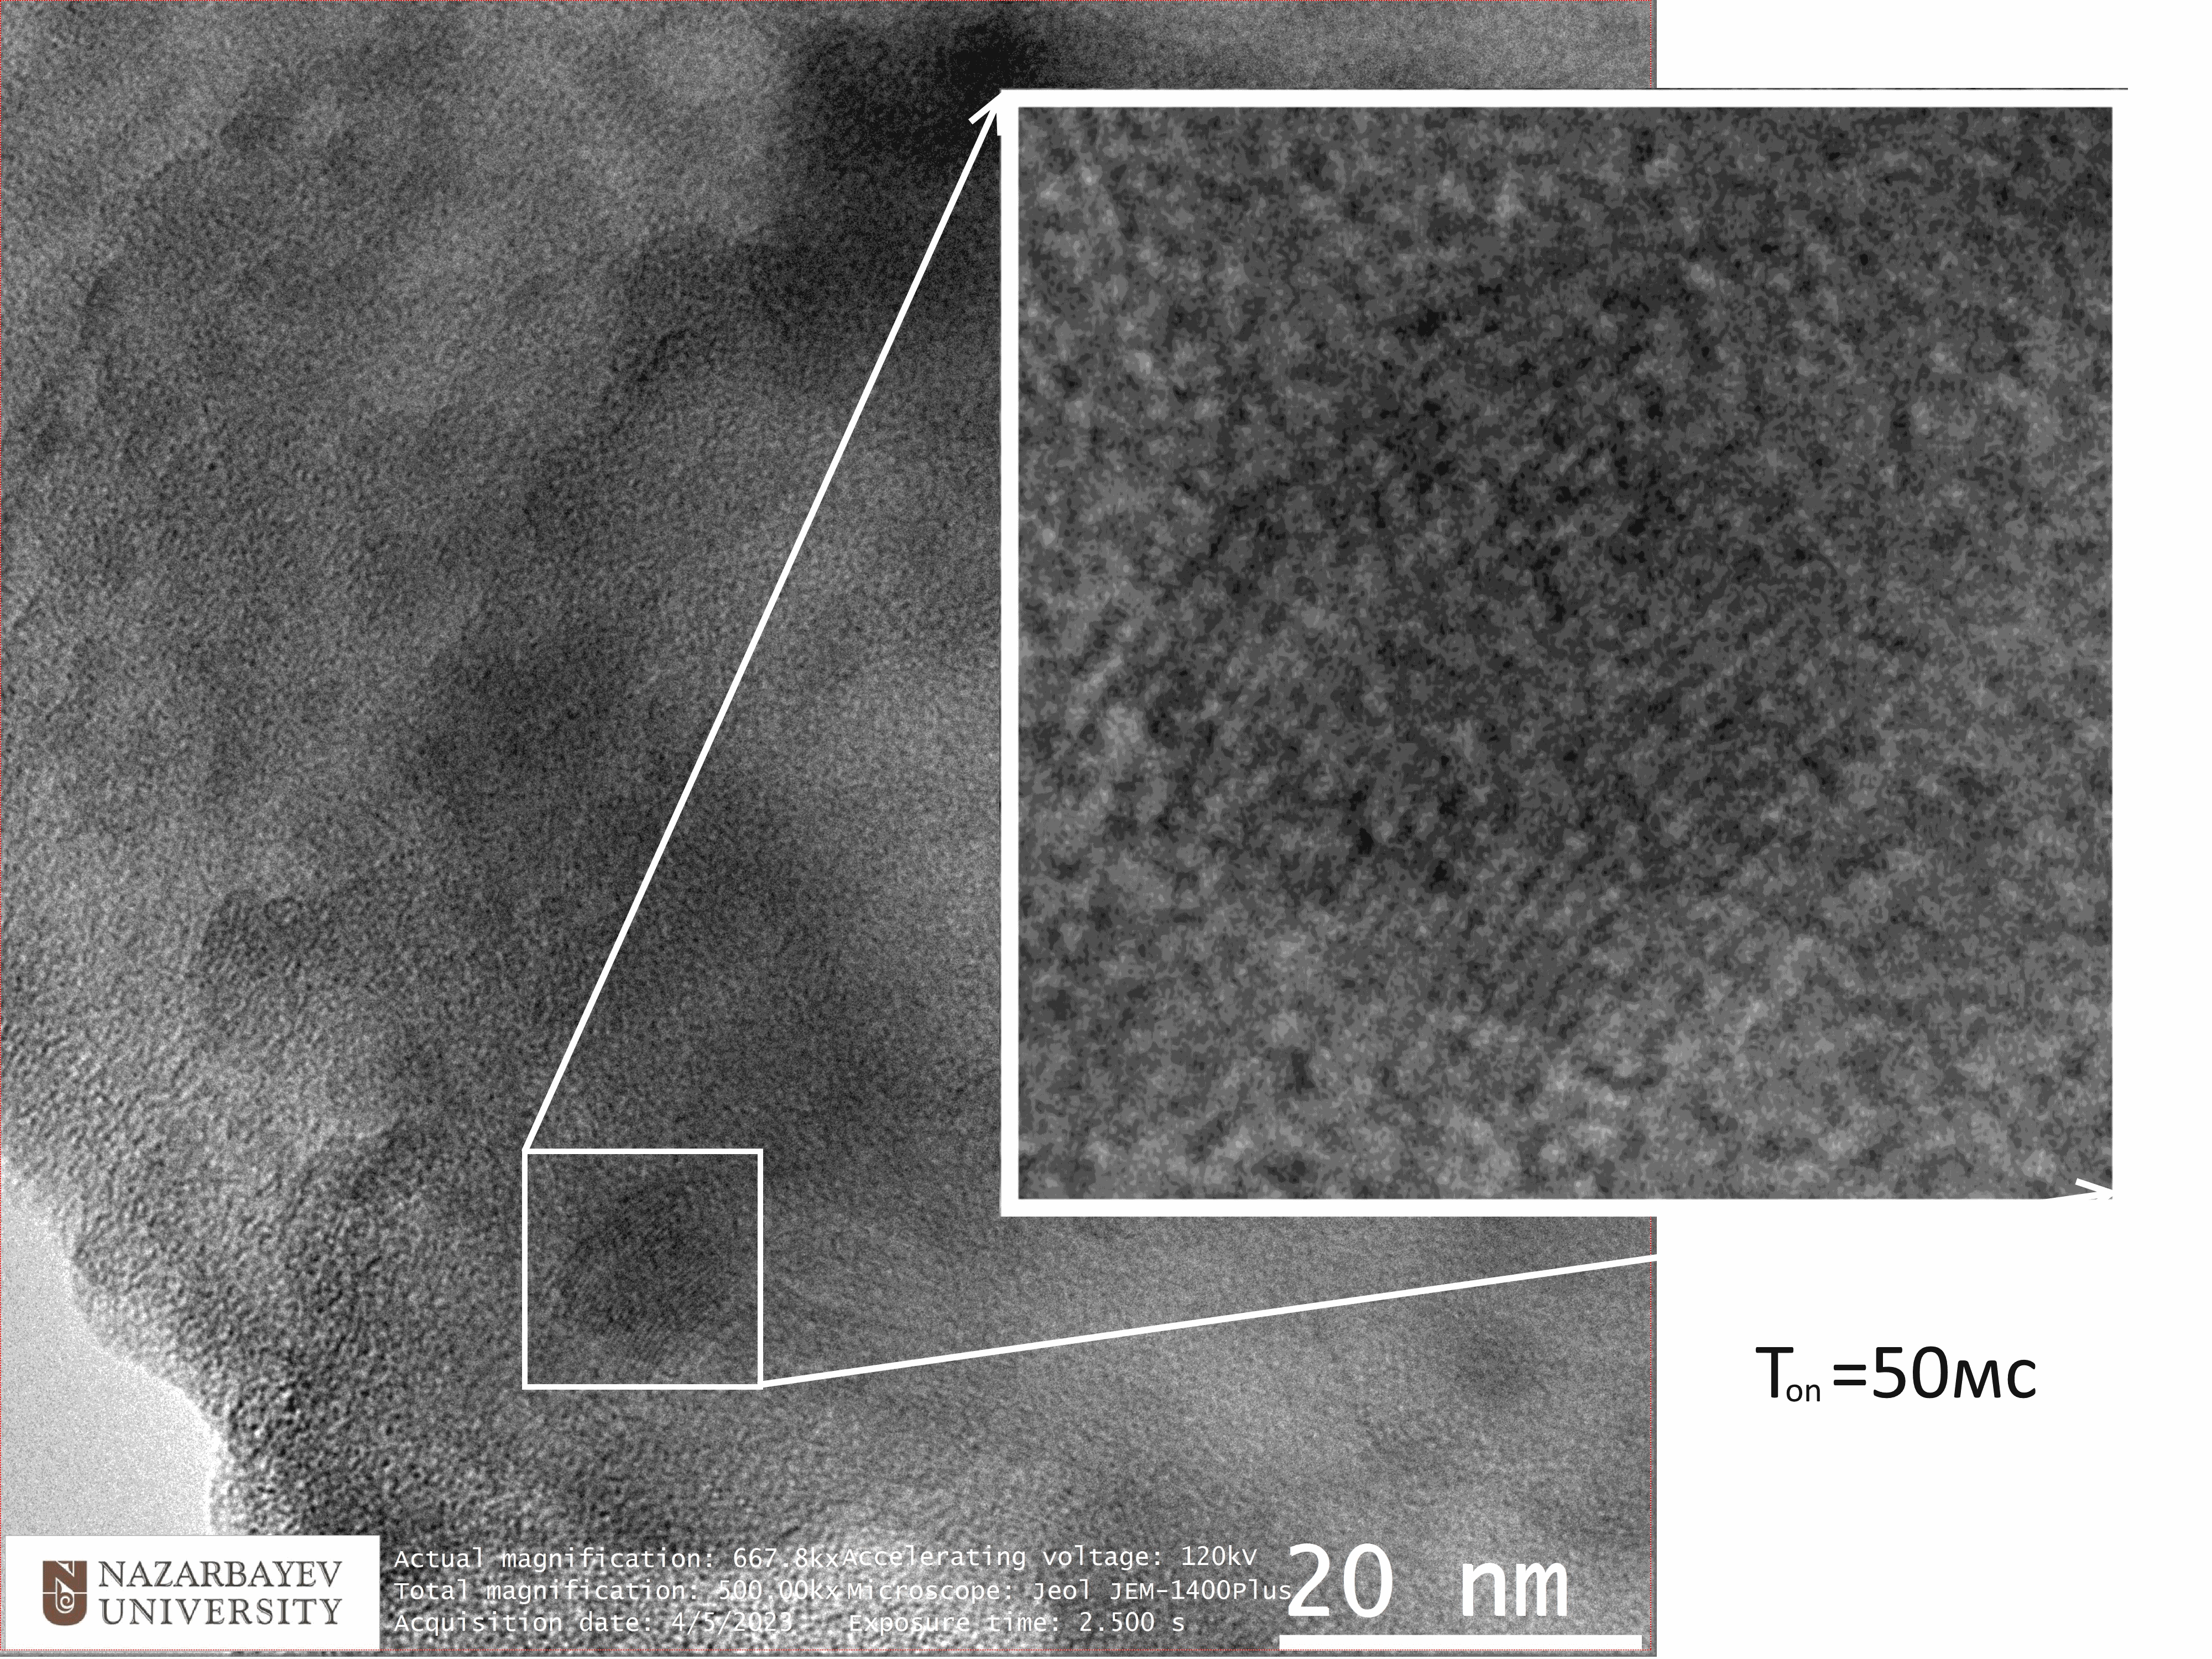 Ton =50мс
NAZARBAYEV
UNIVERSITY
Actual magnification: 667.8kx
Total magnification: 500.00kx
Acquisition date: 4/5/2023
Accelerating voltage: 120kV
Microscope: Jeol JEM-1400Plus
Exposure time: 2.500 s
20 nm